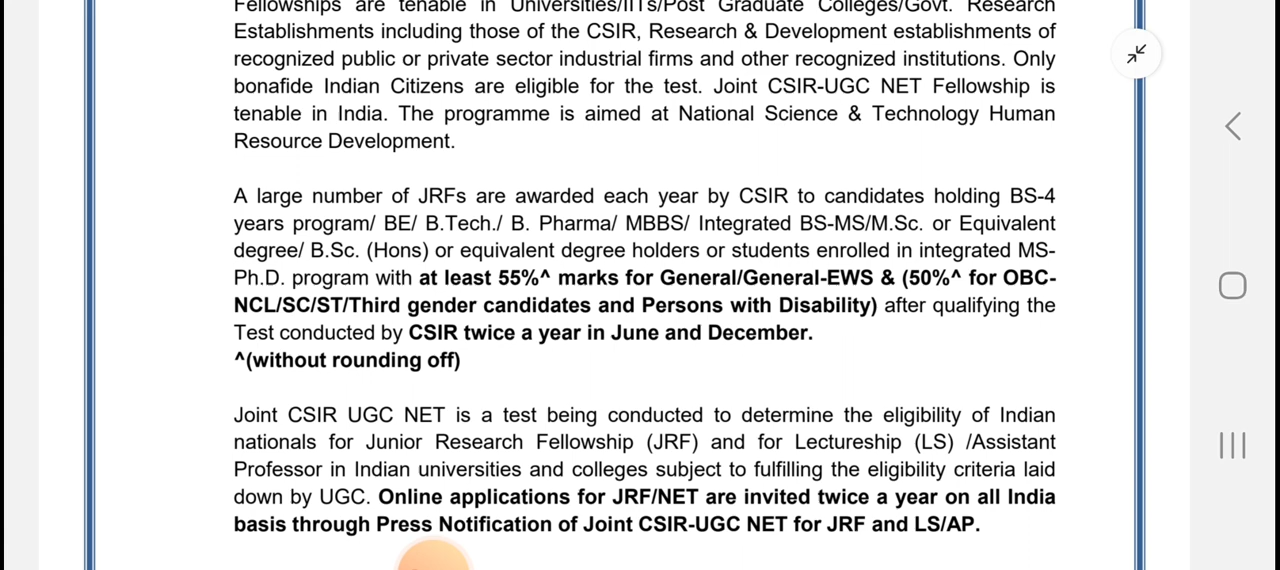 Fellowships are tenable in Universities/IITs/Post Graduate Colleges/Govt. Research
Establishments including those of the CSIR, Research & Development establishments of
recognized public or private sector industrial firms and other recognized institutions. Only
bonafide Indian Citizens are eligible for the test. Joint CSIR-UGC NET Fellowship is
tenable in India. The programme is aimed at National Science & Technology Human
Resource Development.
A large number of JRFs are awarded each year by CSIR to candidates holding BS-4
years program/ BE/ B.Tech./ B. Pharma/ MBBS/ Integrated BS-MS/M.Sc. or Equivalent
degree/ B.Sc. (Hons) or equivalent degree holders or students enrolled in integrated MS-
Ph.D. program with at least 55%^ marks for General/General-EWS & (50%^ for OBC-
NCL/SC/ST/Third gender candidates and Persons with Disability) after qualifying the
Test conducted by CSIR twice a year in June and December.
^(without rounding off)
Joint CSIR UGC NET is a test being conducted to determine the eligibility of Indian
nationals for Junior Research Fellowship (JRF) and for Lectureship (LS) /Assistant
Professor in Indian universities and colleges subject to fulfilling the eligibility criteria laid
down by UGC. Online applications for JRF/NET are invited twice a year on all India
basis through Press Notification of Joint CSIR-UGC NET for JRF and LS/AP.